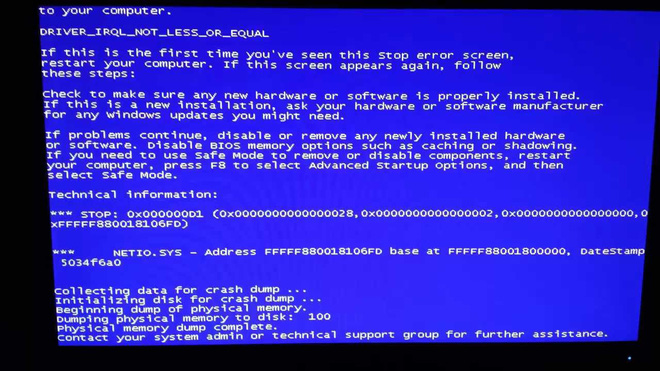 to your computer.
DRIVER_IRQL_NOT_LESS_OR_EQUAL
If this is the first time you've seen this Stop error screen,
restart your computer. If this screen appears again, follow
these steps:
Check to make sure any new hardware or software is properly installed.
If this is a new installation, ask your hardware or software manufacturer
for any Windows updates you might need.
If problems continue, disable or remove any newly installed hardware
or software. Disable BIOS memory options such as caching or shadowing.
If you need to use Safe Mode to remove or disable components, restart
your computer, press F8 to select Advanced Startup Options, and then
select Safe Mode.
Technical information:
*** STOP: 0x000000D1 (0x0000000000000028,0x0000000000000002,0x0000000000000000,0
xFFFFF880018106FD)
*** NETIO.SYS - Address FFFFF880018106FD base at FFFFF88001800000, DateStamp
5034f6a0
Collecting data for crash dump ...
Initializing disk for crash dump ...
Beginning dump of physical memory.
Dumping physical memory to disk: 100
Physical memory dump complete.
Contact your system admin or technical support group for further assistance.